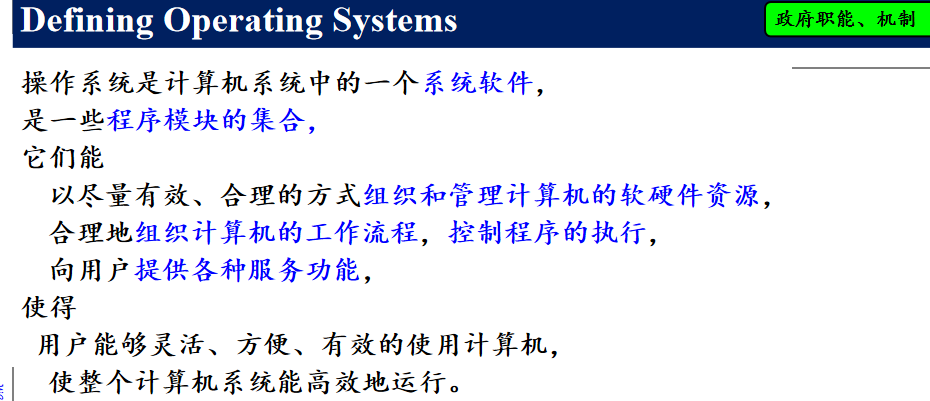 Defining Operating Systems
政府职能、机制
操作系统是计算机系统中的一个系统软件，
是一些程序模块的集合，
它们能
以尽量有效、合理的方式组织和管理计算机的软硬件资源，
合理地组织计算机的工作流程，控制程序的执行，
向用户提供各种服务功能，
使得
用户能够灵活、方便、有效的使用计算机，
使整个计算机系统能高效地运行。